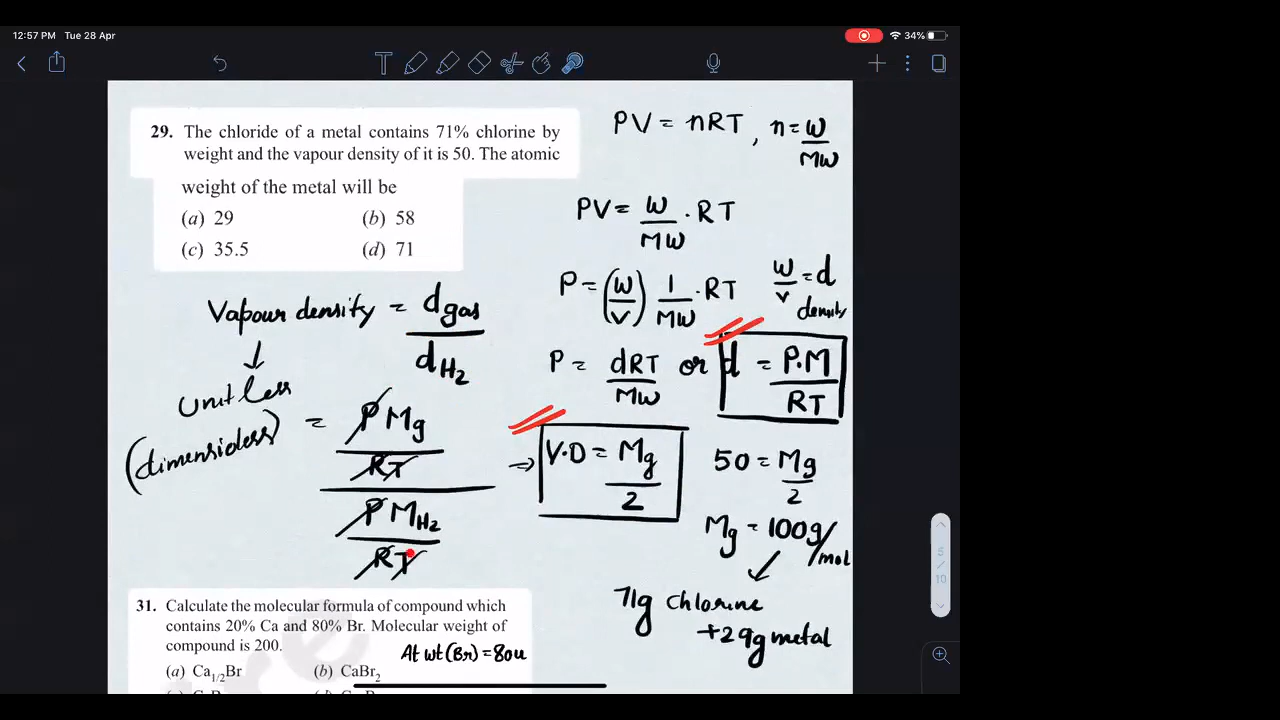 12:57 PM Tue 28 Apr
34%
29. The chloride of a metal contains 71% chlorine by
weight and the vapour density of it is 50. The atomic
weight of the metal will be
(a) 29 (b) 58
(c) 35.5 (d) 71
PV = nRT , n = W/MW
PV = W/MW . RT
P = (W/V) 1/MW . RT W/V = d
density
P = dRT/MW or d = P.M/RT
Vapour density = dgas/dH2
unitless
(dimensionless)
= PMg/RT / PMH2/RT
⇒ V.D = Mg/2
50 = Mg/2
Mg = 100g/mol
71g chlorine
+29g metal
31. Calculate the molecular formula of compound which
contains 20% Ca and 80% Br. Molecular weight of
compound is 200.
At wt (Br) = 80u
(a) Ca1/2Br (b) CaBr2
5
/
10